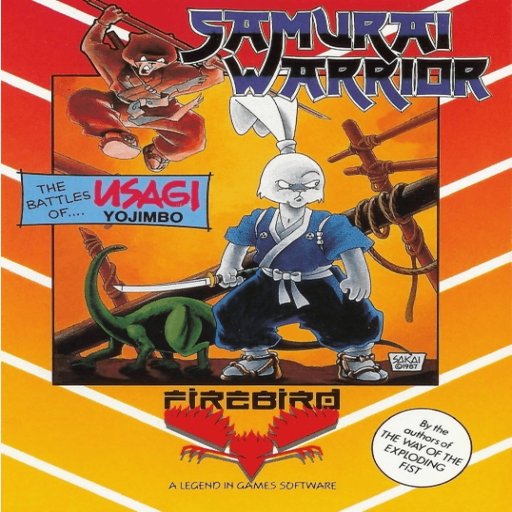 SAMURAI
WARRIOR
THE
BATTLES
OF....
USAGI
YOJIMBO
SAKAI
©1987
FIREBIRD
A LEGEND IN GAMES SOFTWARE
By the
authors of
THE WAY OF THE
EXPLODING
FIST